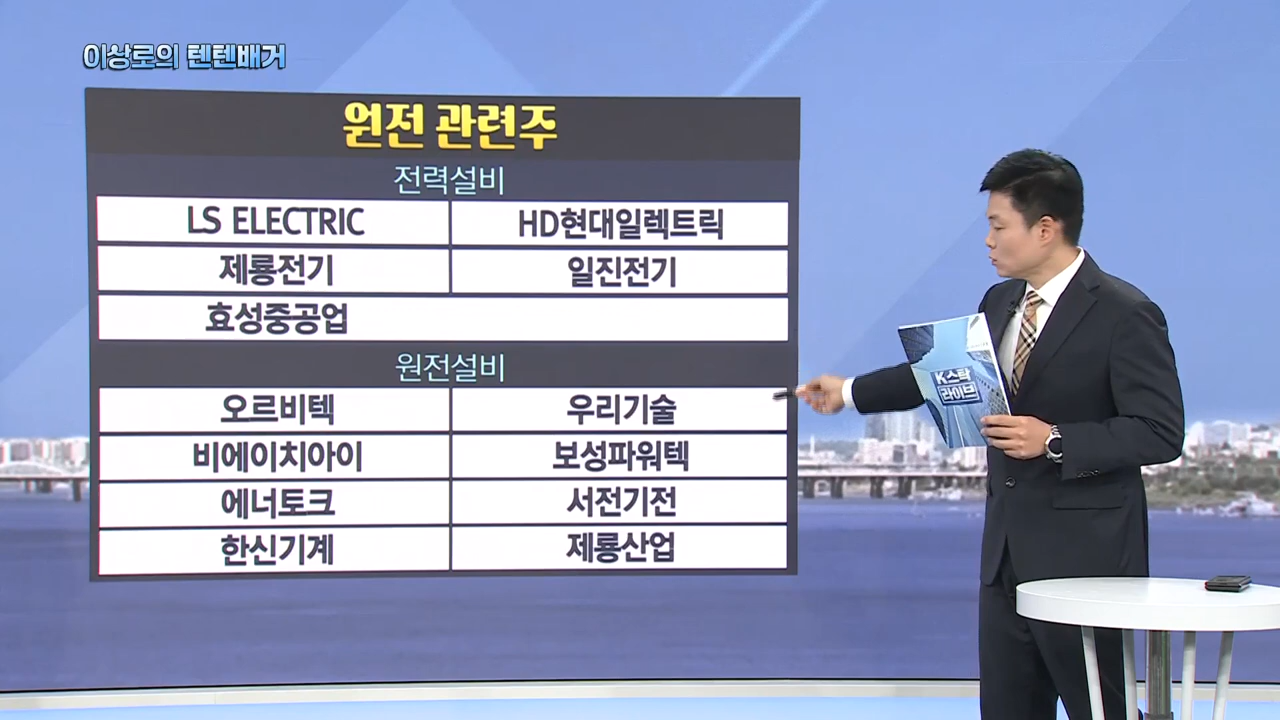 이상로의 텐텐배거
원전 관련주
전력설비
LS ELECTRIC HD현대일렉트릭
제룡전기 일진전기
효성중공업
원전설비
오르비텍 우리기술
비에이치아이 보성파워텍
에너토크 서전기전
한신기계 제룡산업
K스탁
라이브